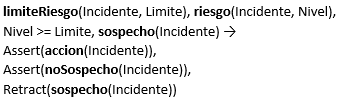 limiteRiesgo(Incidente, Limite), riesgo(Incidente, Nivel),
Nivel >= Limite, sospecho(Incidente) →
Assert(accion(Incidente)),
Assert(noSospecho(Incidente)),
Retract(sospecho(Incidente))